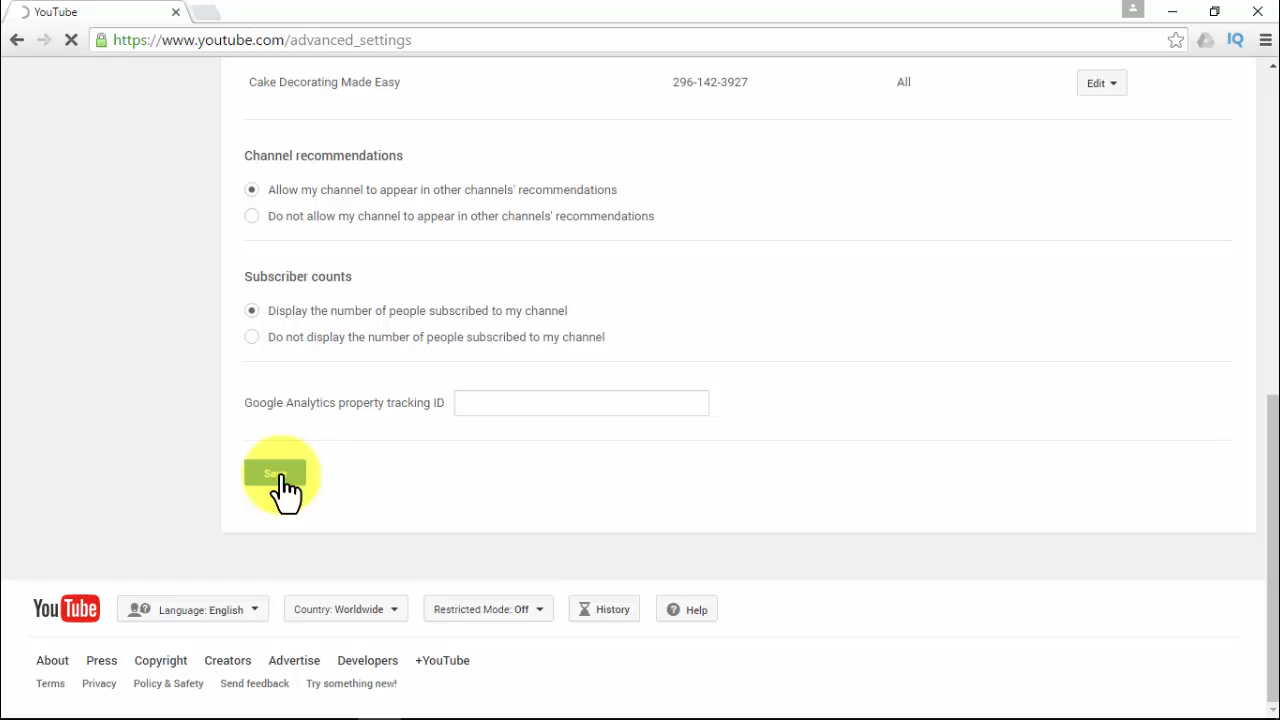 YouTube
https://www.youtube.com/advanced_settings
IQ
Cake Decorating Made Easy 296-142-3927 All Edit
Channel recommendations
Allow my channel to appear in other channels' recommendations
Do not allow my channel to appear in other channels' recommendations
Subscriber counts
Display the number of people subscribed to my channel
Do not display the number of people subscribed to my channel
Google Analytics property tracking ID
Save
YouTube Language: English Country: Worldwide Restricted Mode: Off History Help
About Press Copyright Creators Advertise Developers +YouTube
Terms Privacy Policy & Safety Send feedback Try something new!